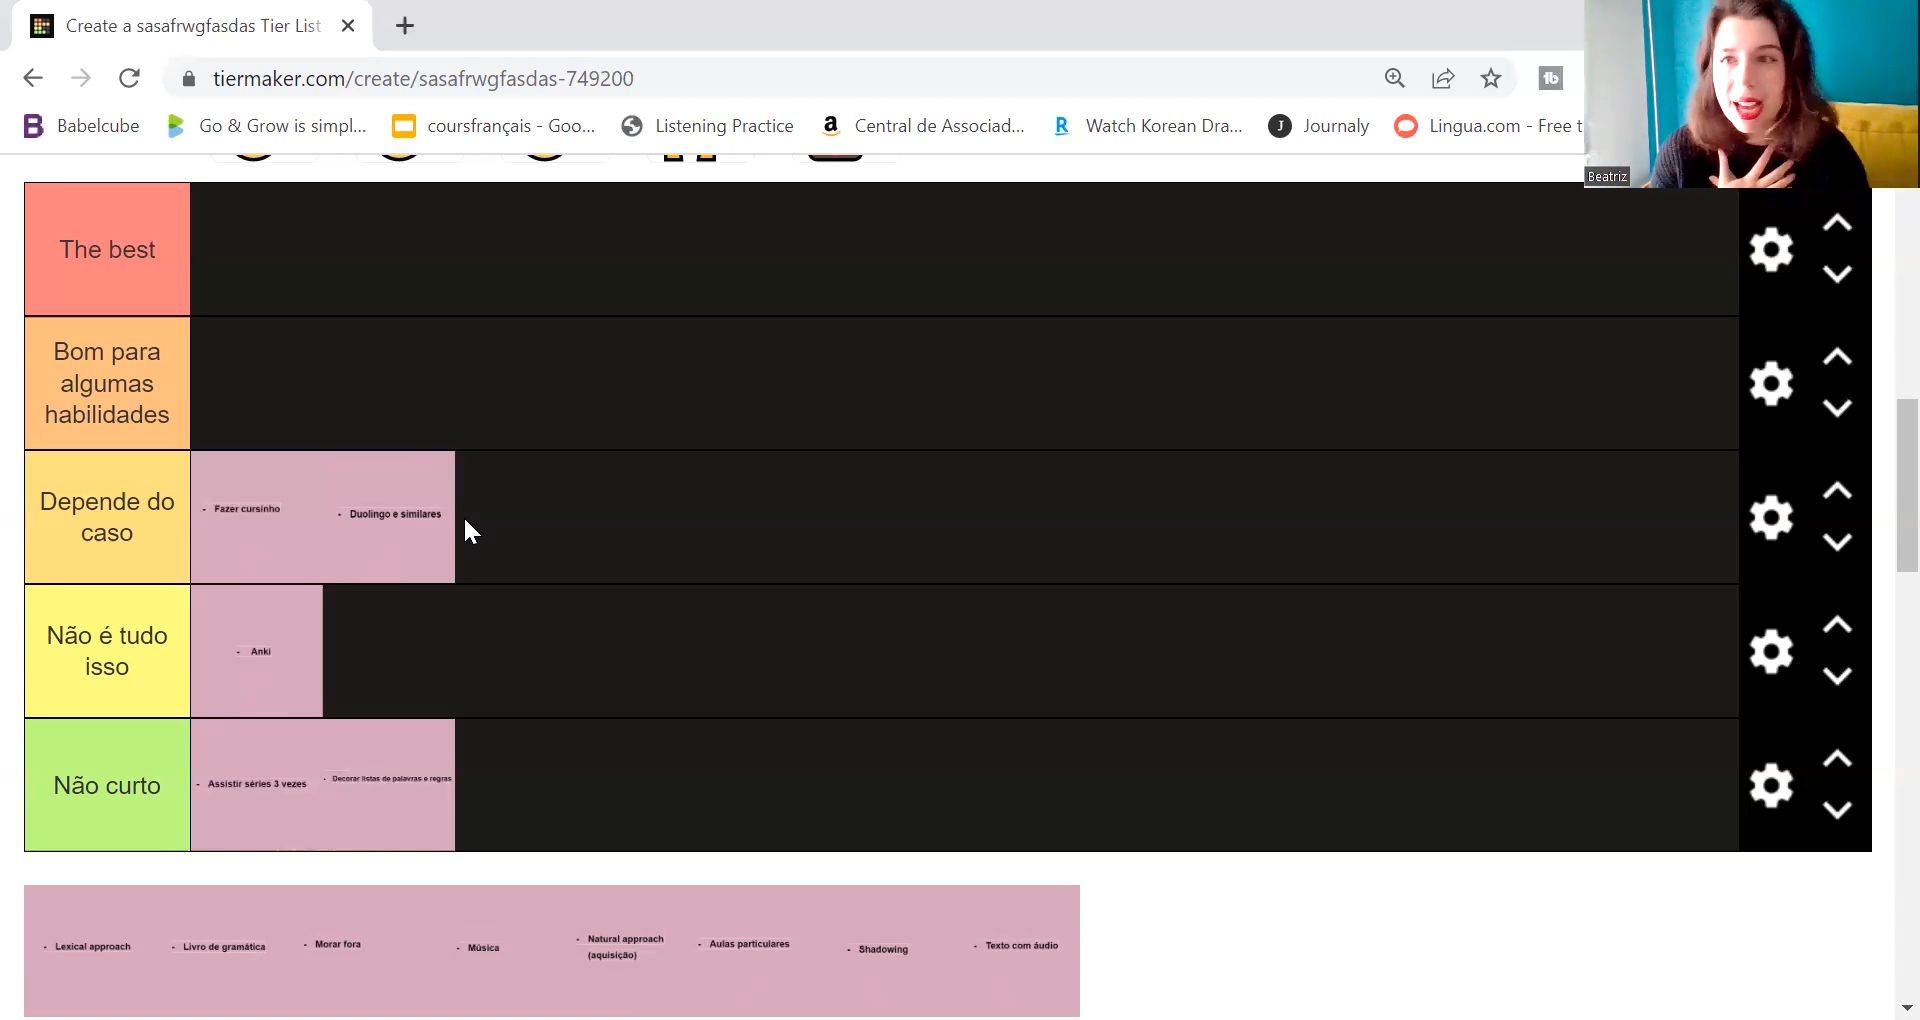 Create a sasafrwgfasdas Tier List
tiermaker.com/create/sasafrwgfasdas-749200
Babelcube
Go & Grow is simpl...
coursfrançais - Goo...
Listening Practice
Central de Associad...
Watch Korean Dra...
Journaly
Lingua.com - Free t
Beatriz
The best
Bom para
algumas
habilidades
Depende do
caso
- Fazer cursinho
- Duolingo e similares
Não é tudo
isso
- Anki
Não curto
- Assistir séries 3 vezes
- Decorar listas de palavras e regras
- Lexical approach
- Livro de gramática
- Morar fora
- Música
- Natural approach
(aquisição)
- Aulas particulares
- Shadowing
- Texto com áudio